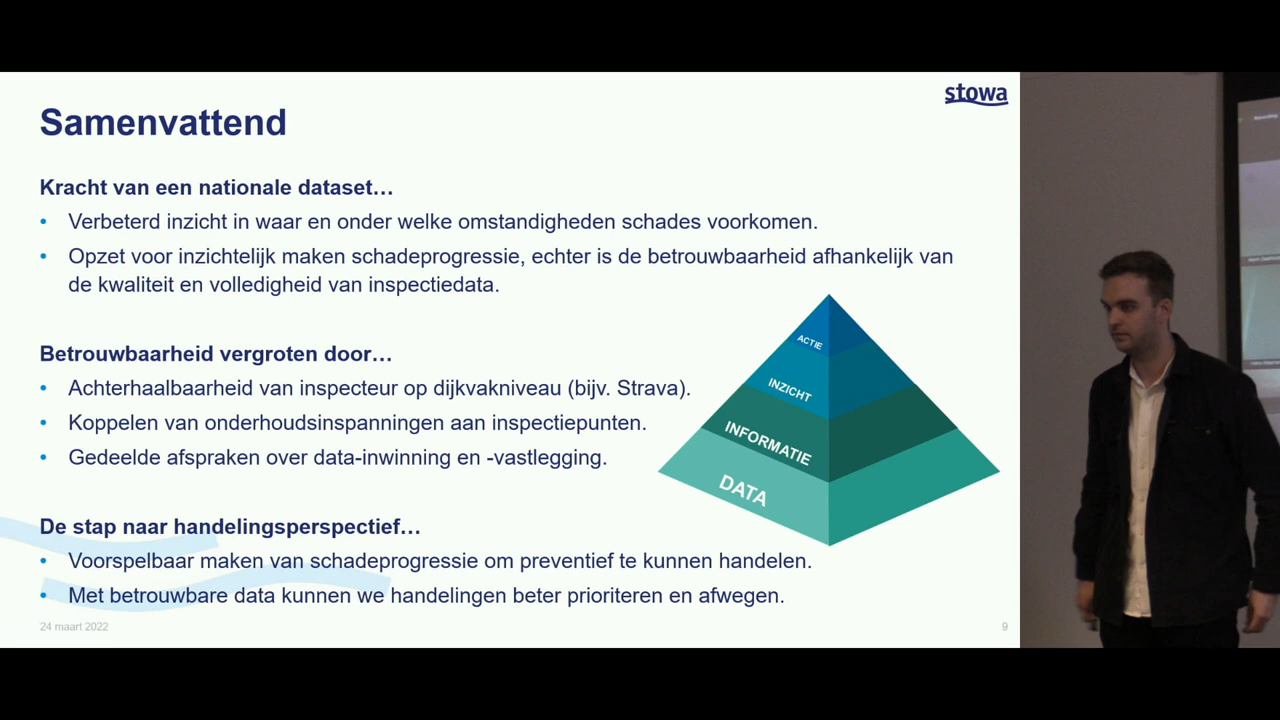 stowa
Samenvattend
Kracht van een nationale dataset…
• Verbeterd inzicht in waar en onder welke omstandigheden schades voorkomen.
• Opzet voor inzichtelijk maken schadeprogressie, echter is de betrouwbaarheid afhankelijk van
de kwaliteit en volledigheid van inspectiedata.
Betrouwbaarheid vergroten door…
• Achterhaalbaarheid van inspecteur op dijkvakniveau (bijv. Strava).
• Koppelen van onderhoudsinspanningen aan inspectiepunten.
• Gedeelde afspraken over data-inwinning en -vastlegging.
ACTIE
INZICHT
INFORMATIE
DATA
De stap naar handelingsperspectief…
• Voorspelbaar maken van schadeprogressie om preventief te kunnen handelen.
• Met betrouwbare data kunnen we handelingen beter prioriteren en afwegen.
24 maart 2022
9